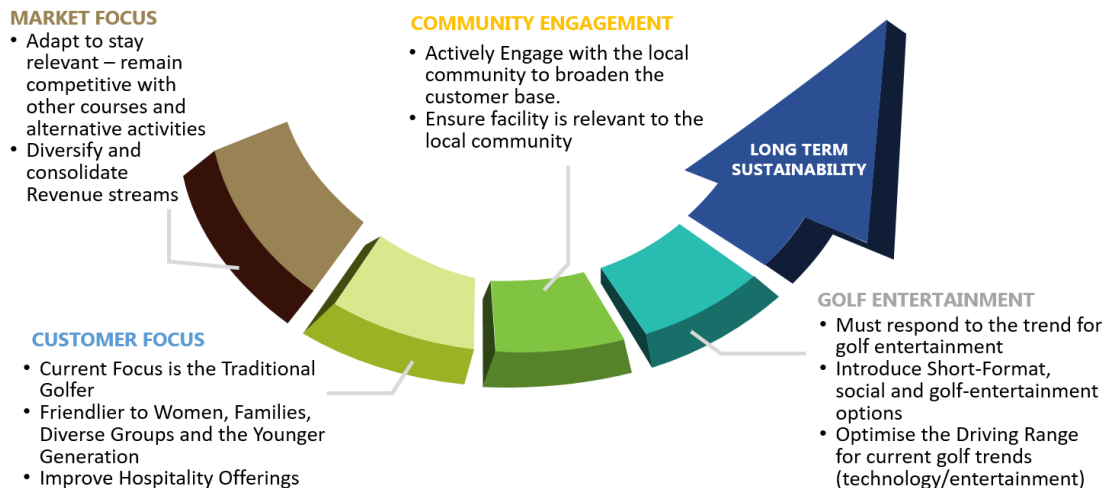 MARKET FOCUS
• Adapt to stay
relevant – remain
competitive with
other courses and
alternative activities
• Diversify and
consolidate
Revenue streams
CUSTOMER FOCUS
• Current Focus is the Traditional
Golfer
• Friendlier to Women, Families,
Diverse Groups and the Younger
Generation
• Improve Hospitality Offerings
COMMUNITY ENGAGEMENT
• Actively Engage with the local
community to broaden the
customer base.
• Ensure facility is relevant to the
local community
GOLF ENTERTAINMENT
• Must respond to the trend for
golf entertainment
• Introduce Short-Format,
social and golf-entertainment
options
• Optimise the Driving Range
for current golf trends
(technology/entertainment)
LONG TERM
SUSTAINABILITY